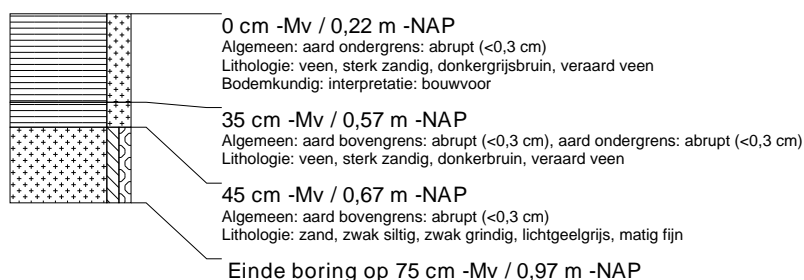 0 cm -Mv / 0,22 m -NAP
Algemeen: aard ondergrens: abrupt (<0,3 cm)
Lithologie: veen, sterk zandig, donkergrijsbruin, veraard veen
Bodemkundig: interpretatie: bouwvoor
35 cm -Mv / 0,57 m -NAP
Algemeen: aard bovengrens: abrupt (<0,3 cm), aard ondergrens: abrupt (<0,3 cm)
Lithologie: veen, sterk zandig, donkerbruin, veraard veen
45 cm -Mv / 0,67 m -NAP
Algemeen: aard bovengrens: abrupt (<0,3 cm)
Lithologie: zand, zwak siltig, zwak grindig, lichtgeelgrijs, matig fijn
Einde boring op 75 cm -Mv / 0,97 m -NAP